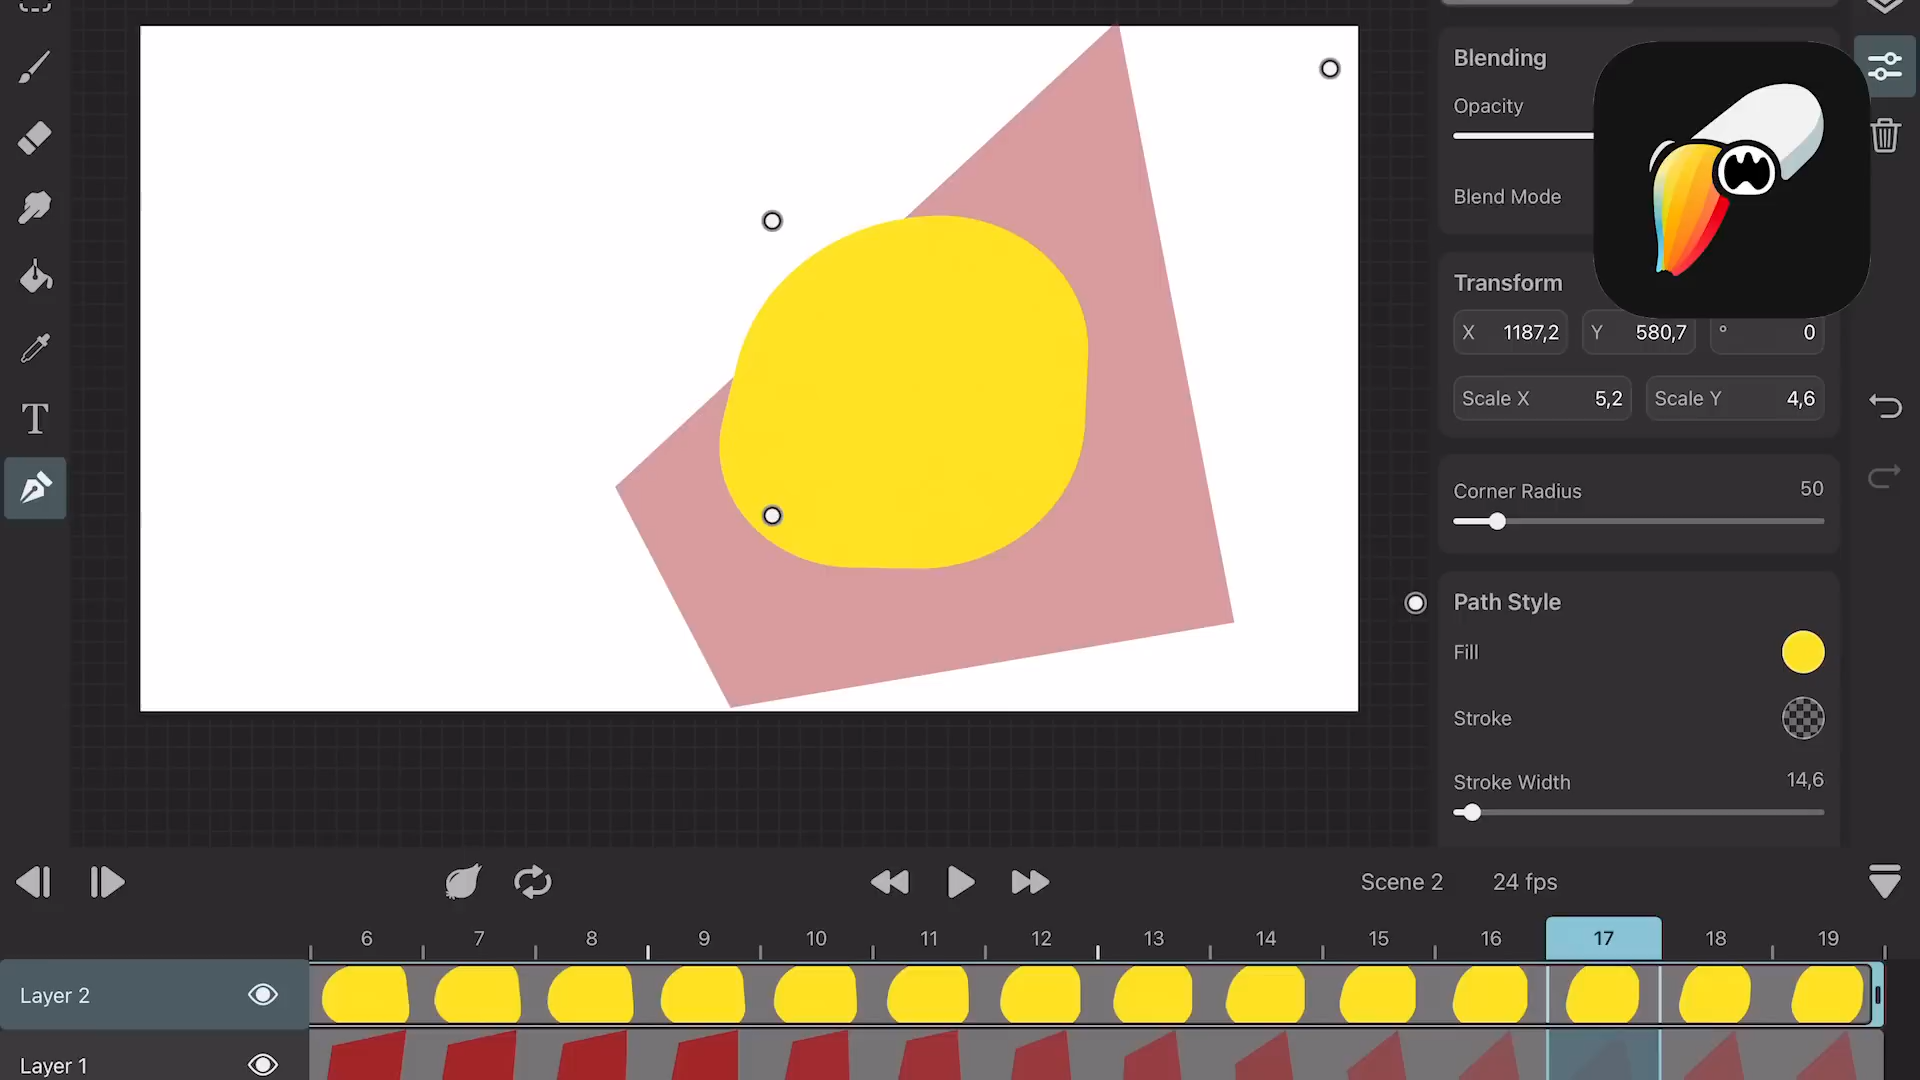 Blending
Opacity
Blend Mode
Transform
X 1187,2 Y 580,7 ° 0
Scale X 5,2 Scale Y 4,6
T
Corner Radius 50
Path Style
Fill
Stroke
Stroke Width 14,6
Scene 2 24 fps
6 7 8 9 10 11 12 13 14 15 16 17 18 19
Layer 2
Layer 1